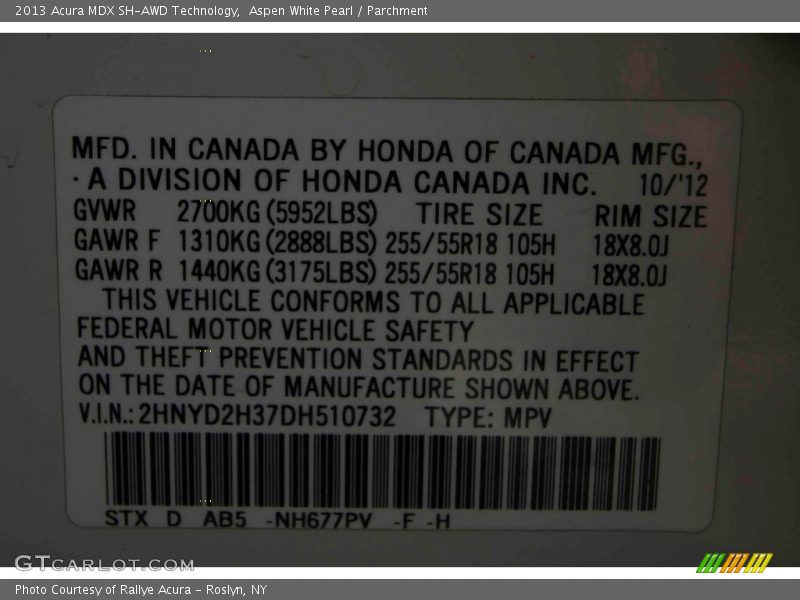 2013 Acura MDX SH-AWD Technology,  Aspen White Pearl / Parchment
MFD. IN CANADA BY HONDA OF CANADA MFG.,
A DIVISION OF HONDA CANADA INC. 10/'12
GVWR 2700KG (5952LBS) TIRE SIZE RIM SIZE
GAWR F 1310KG (2888LBS) 255/55R18 105H 18X8.0J
GAWR R 1440KG (3175LBS) 255/55R18 105H 18X8.0J
THIS VEHICLE CONFORMS TO ALL APPLICABLE
FEDERAL MOTOR VEHICLE SAFETY
AND THEFT PREVENTION STANDARDS IN EFFECT
ON THE DATE OF MANUFACTURE SHOWN ABOVE.
V.I.N.: 2HNYD2H37DH510732 TYPE: MPV
STX D AB5 -NH677PV -F -H
GTCARLOT.COM
Photo Courtesy of Rallye Acura - Roslyn, NY